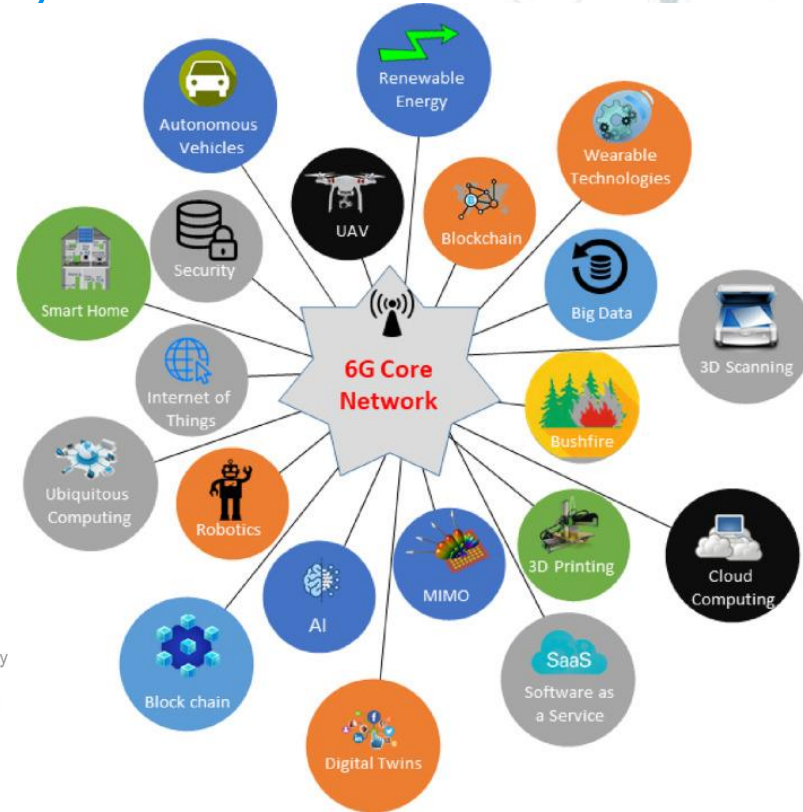 Renewable
Energy
Autonomous
Vehicles
Wearable
Technologies
UAV
Blockchain
Security
Smart Home
Big Data
3D Scanning
6G Core
Network
Internet of
Things
Bushfire
Ubiquitous
Computing
Robotics
3D Printing
Cloud
Computing
MIMO
AI
SaaS
Software as
a Service
Block chain
Digital Twins